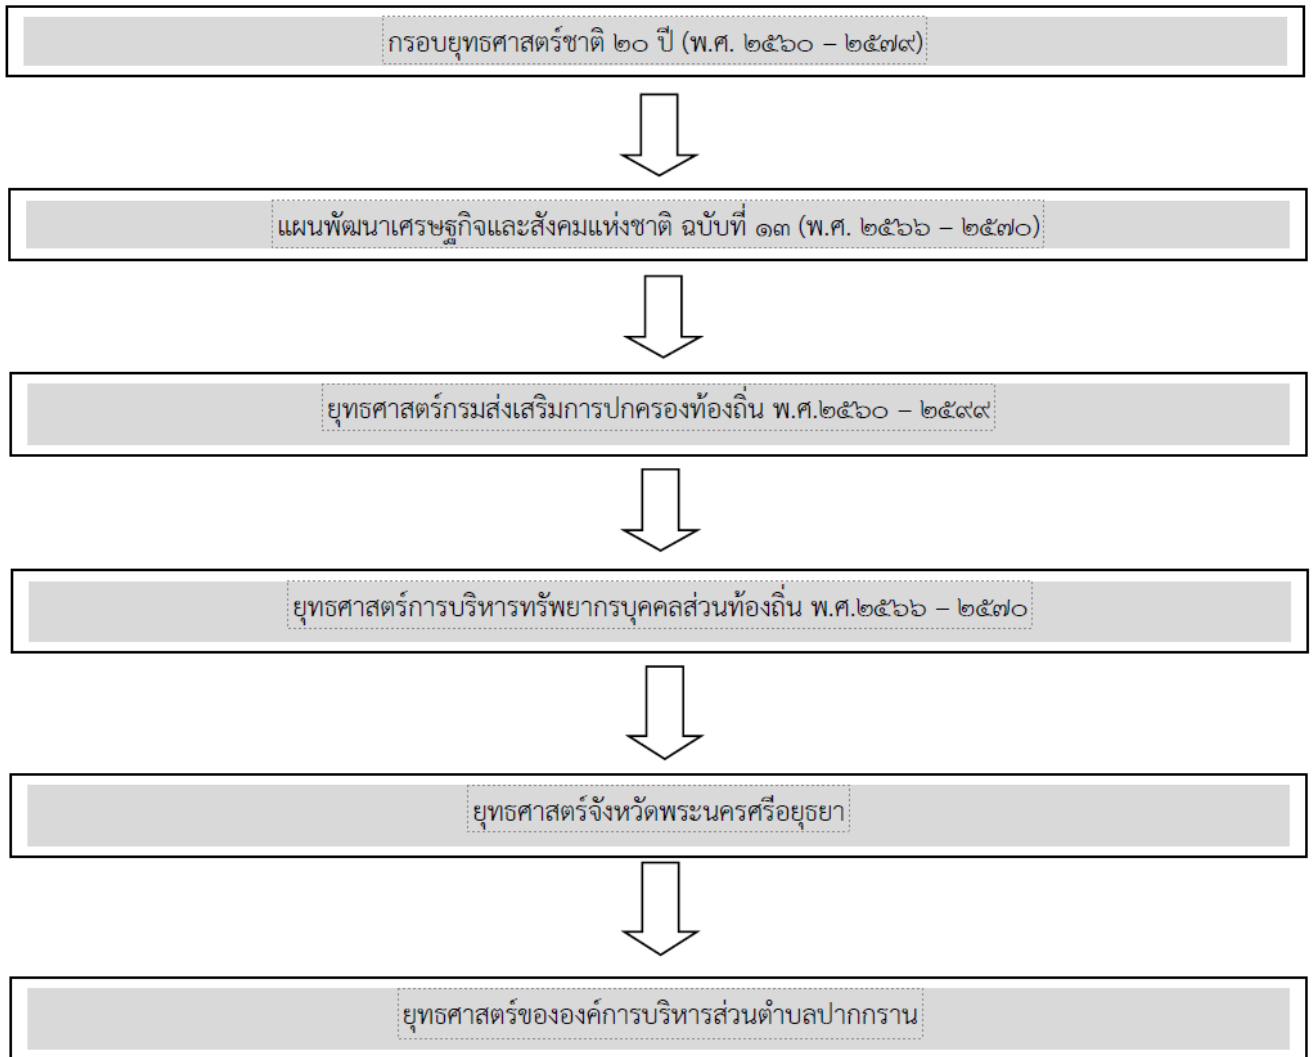 กรอบยุทธศาสตร์ชาติ ๒๐ ปี (พ.ศ. ๒๕๖๐ – ๒๕๗๙)
แผนพัฒนาเศรษฐกิจและสังคมแห่งชาติ ฉบับที่ ๑๓ (พ.ศ. ๒๕๖๖ – ๒๕๗๐)
ยุทธศาสตร์กรมส่งเสริมการปกครองท้องถิ่น พ.ศ.๒๕๖๐ – ๒๕๙๙
ยุทธศาสตร์การบริหารทรัพยากรบุคคลส่วนท้องถิ่น พ.ศ.๒๕๖๖ – ๒๕๗๐
ยุทธศาสตร์จังหวัดพระนครศรีอยุธยา
ยุทธศาสตร์ขององค์การบริหารส่วนตำบลปากกราน